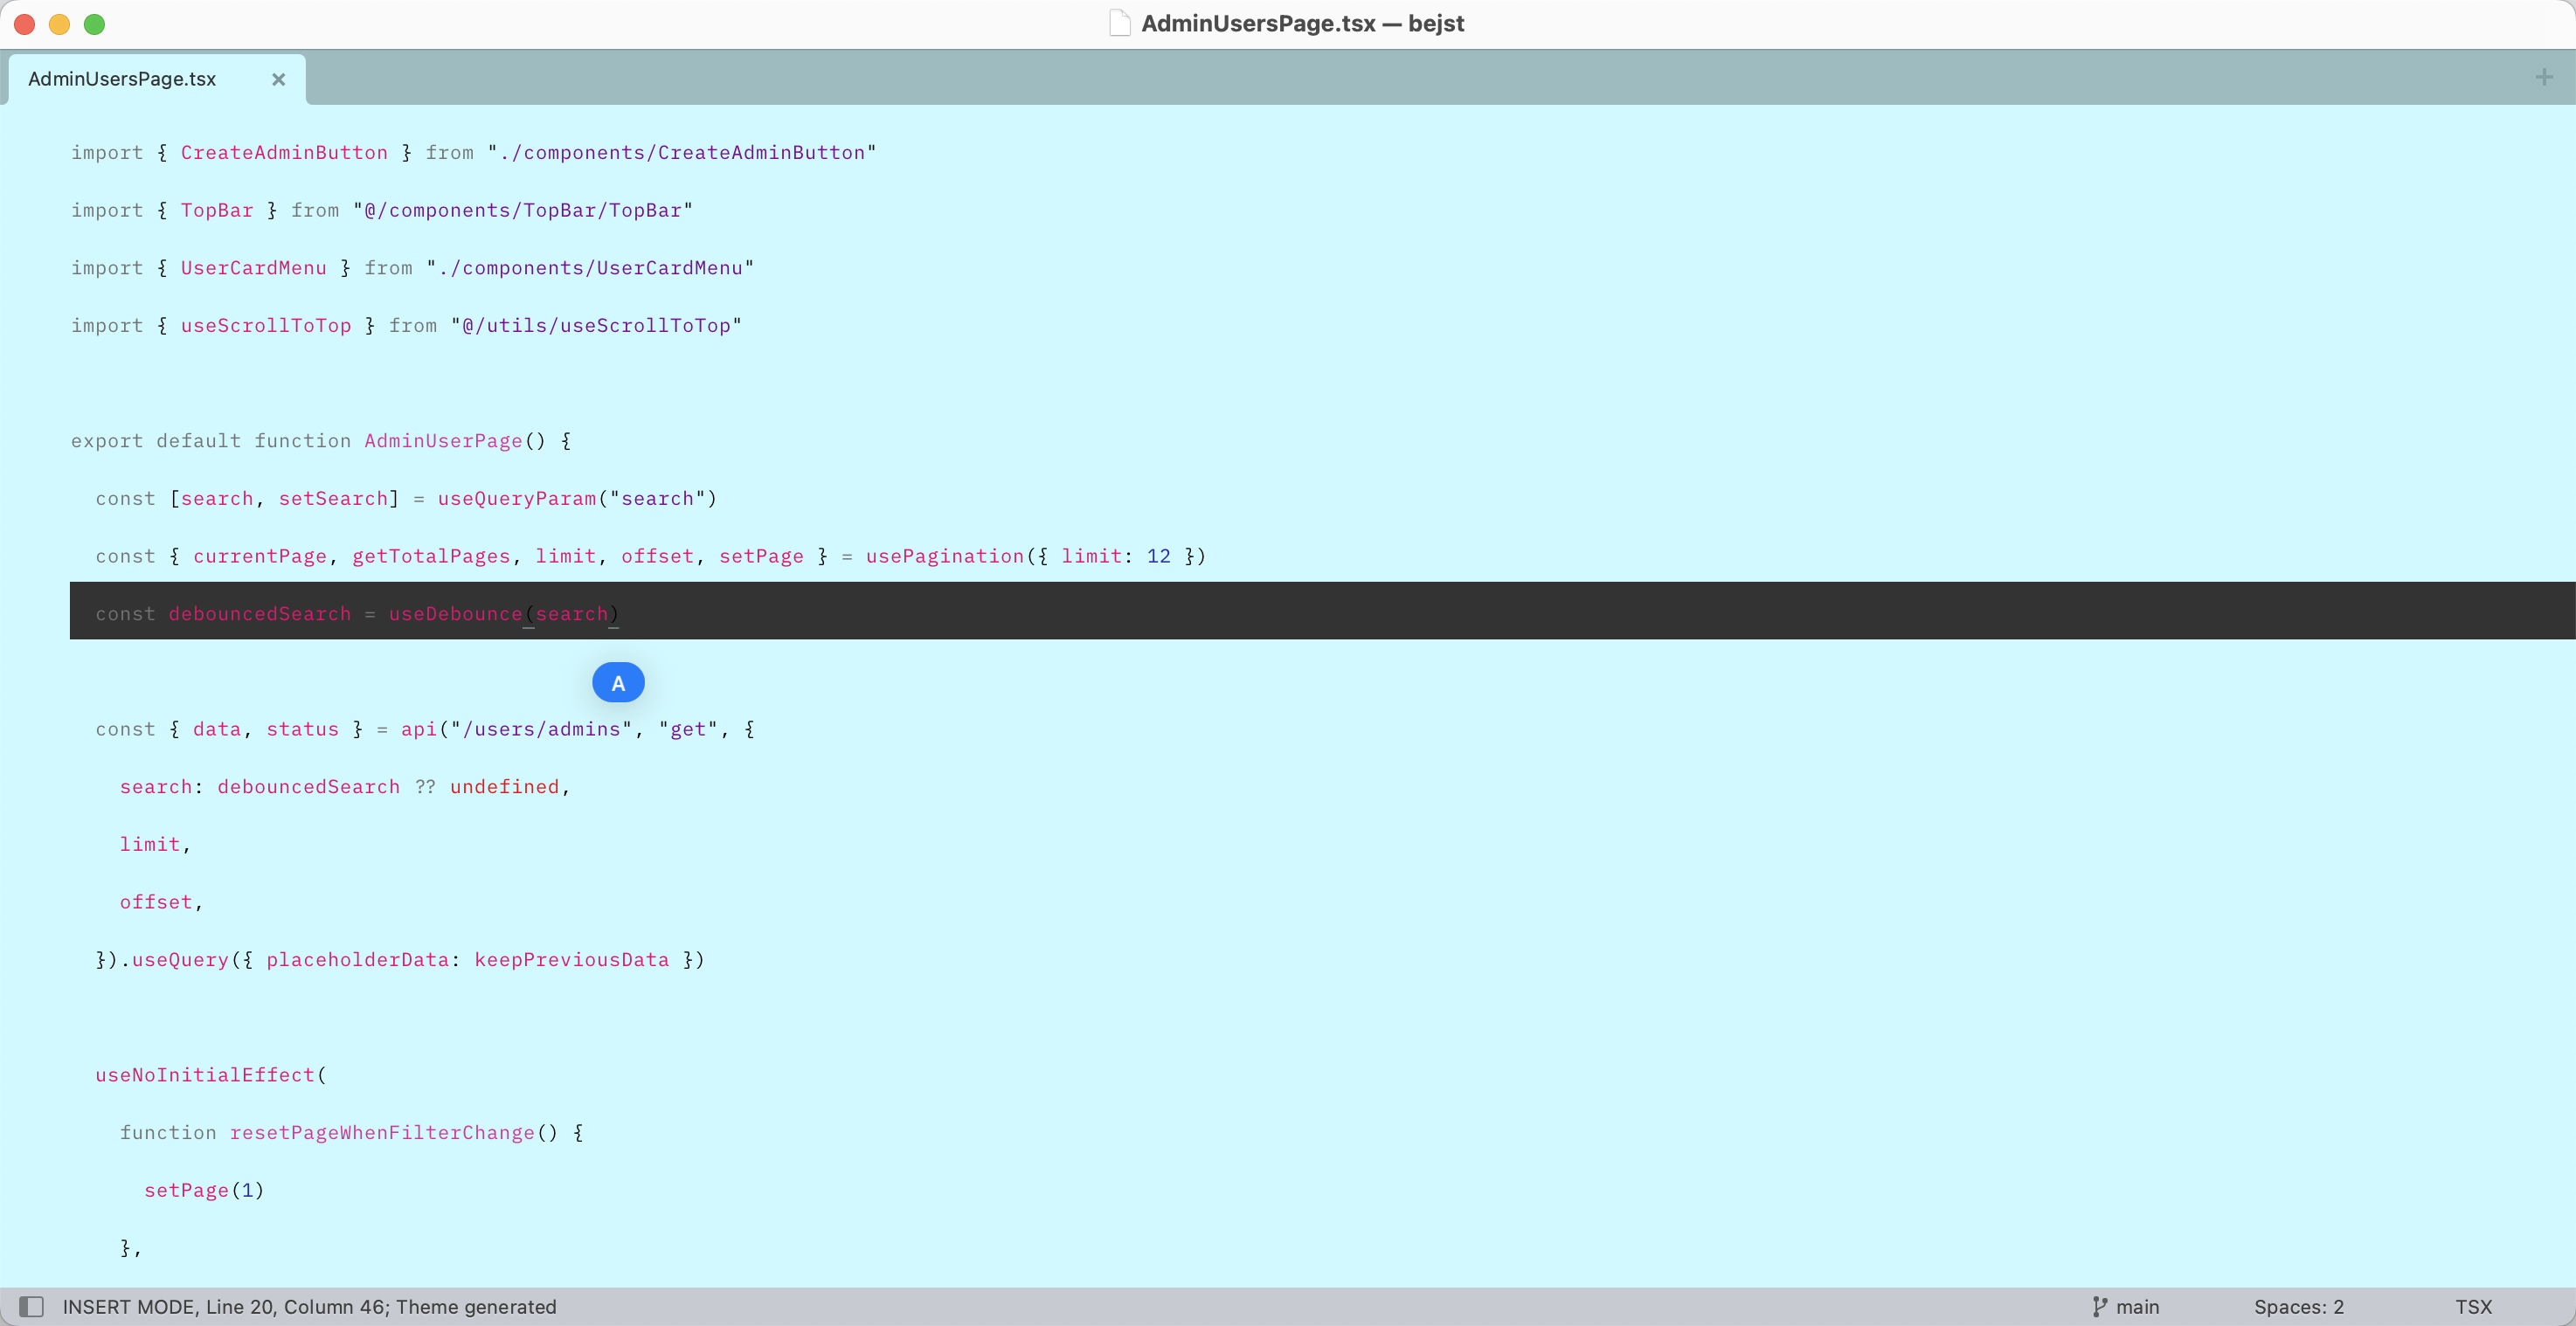 AdminUsersPage.tsx — bejst
AdminUsersPage.tsx
import { CreateAdminButton } from "./components/CreateAdminButton"
import { TopBar } from "@/components/TopBar/TopBar"
import { UserCardMenu } from "./components/UserCardMenu"
import { useScrollToTop } from "@/utils/useScrollToTop"
export default function AdminUserPage() {
  const [search, setSearch] = useQueryParam("search")
  const { currentPage, getTotalPages, limit, offset, setPage } = usePagination({ limit: 12 })
  const debouncedSearch = useDebounce(search)
A
  const { data, status } = api("/users/admins", "get", {
    search: debouncedSearch ?? undefined,
    limit,
    offset,
  }).useQuery({ placeholderData: keepPreviousData })
  useNoInitialEffect(
    function resetPageWhenFilterChange() {
      setPage(1)
    },
INSERT MODE, Line 20, Column 46; Theme generated
main
Spaces: 2
TSX